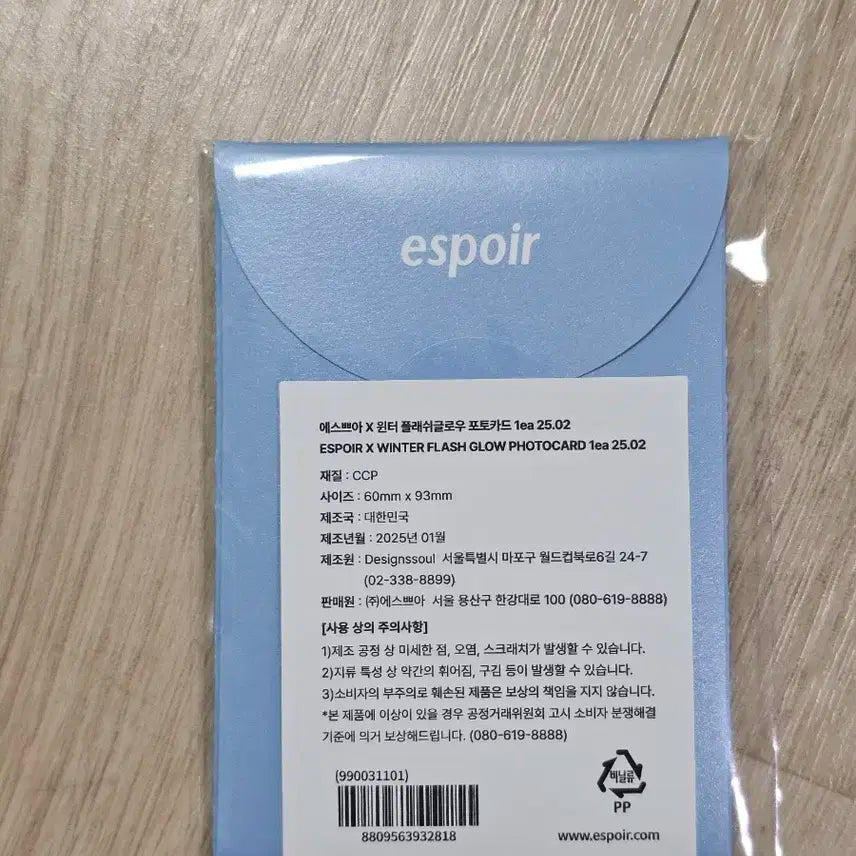 espoir
에스쁘아 X 윈터 플래쉬글로우 포토카드 1ea 25.02
ESPOIR X WINTER FLASH GLOW PHOTOCARD 1ea 25.02
재질 : CCP
사이즈 : 60mm x 93mm
제조국 : 대한민국
제조년월 : 2025년 01월
제조원 : Designssoul 서울특별시 마포구 월드컵북로6길 24-7
(02-338-8899)
판매원 : ㈜에스쁘아 서울 용산구 한강대로 100 (080-619-8888)
[사용 상의 주의사항]
1)제조 공정 상 미세한 점, 오염, 스크래치가 발생할 수 있습니다.
2)지류 특성 상 약간의 휘어짐, 구김 등이 발생할 수 있습니다.
3)소비자의 부주의로 훼손된 제품은 보상의 책임을 지지 않습니다.
*본 제품에 이상이 있을 경우 공정거래위원회 고시 소비자 분쟁해결
기준에 의거 보상해드립니다. (080-619-8888)
(990031101)
8809563932818
비닐류
PP
www.espoir.com